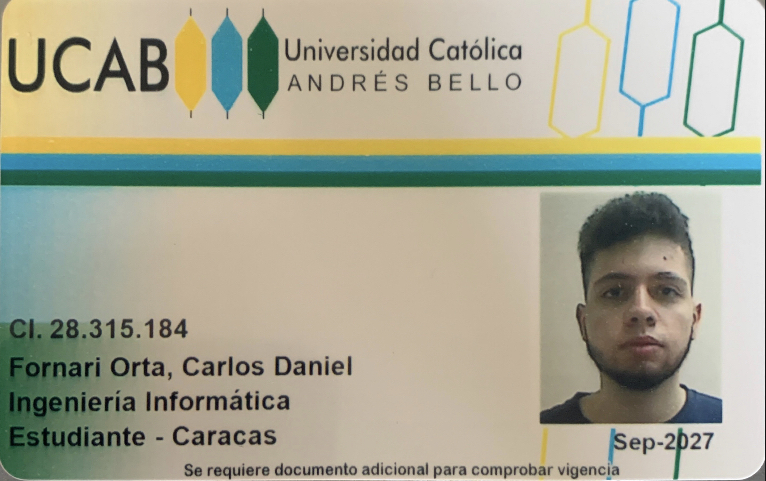 UCAB
Universidad Católica
ANDRÉS BELLO
CI. 28.315.184
Fornari Orta, Carlos Daniel
Ingeniería Informática
Estudiante - Caracas
Sep-2027
Se requiere documento adicional para comprobar vigencia